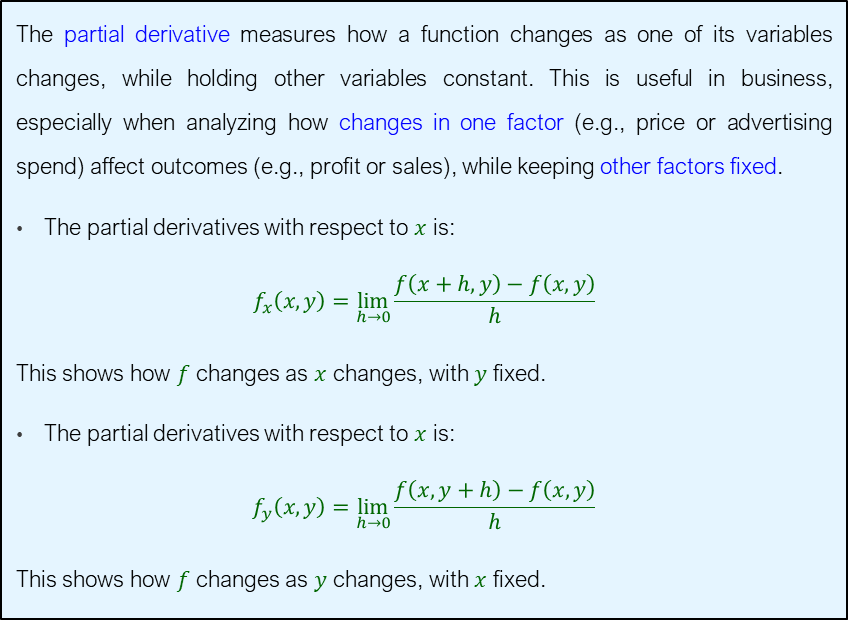 The partial derivative measures how a function changes as one of its variables
changes, while holding other variables constant. This is useful in business,
especially when analyzing how changes in one factor (e.g., price or advertising
spend) affect outcomes (e.g., profit or sales), while keeping other factors fixed.
• The partial derivatives with respect to x is:
fₓ(x, y) = lim_{h→0} (f(x + h, y) − f(x, y))/h
This shows how f changes as x changes, with y fixed.
• The partial derivatives with respect to x is:
f_y(x, y) = lim_{h→0} (f(x, y + h) − f(x, y))/h
This shows how f changes as y changes, with x fixed.